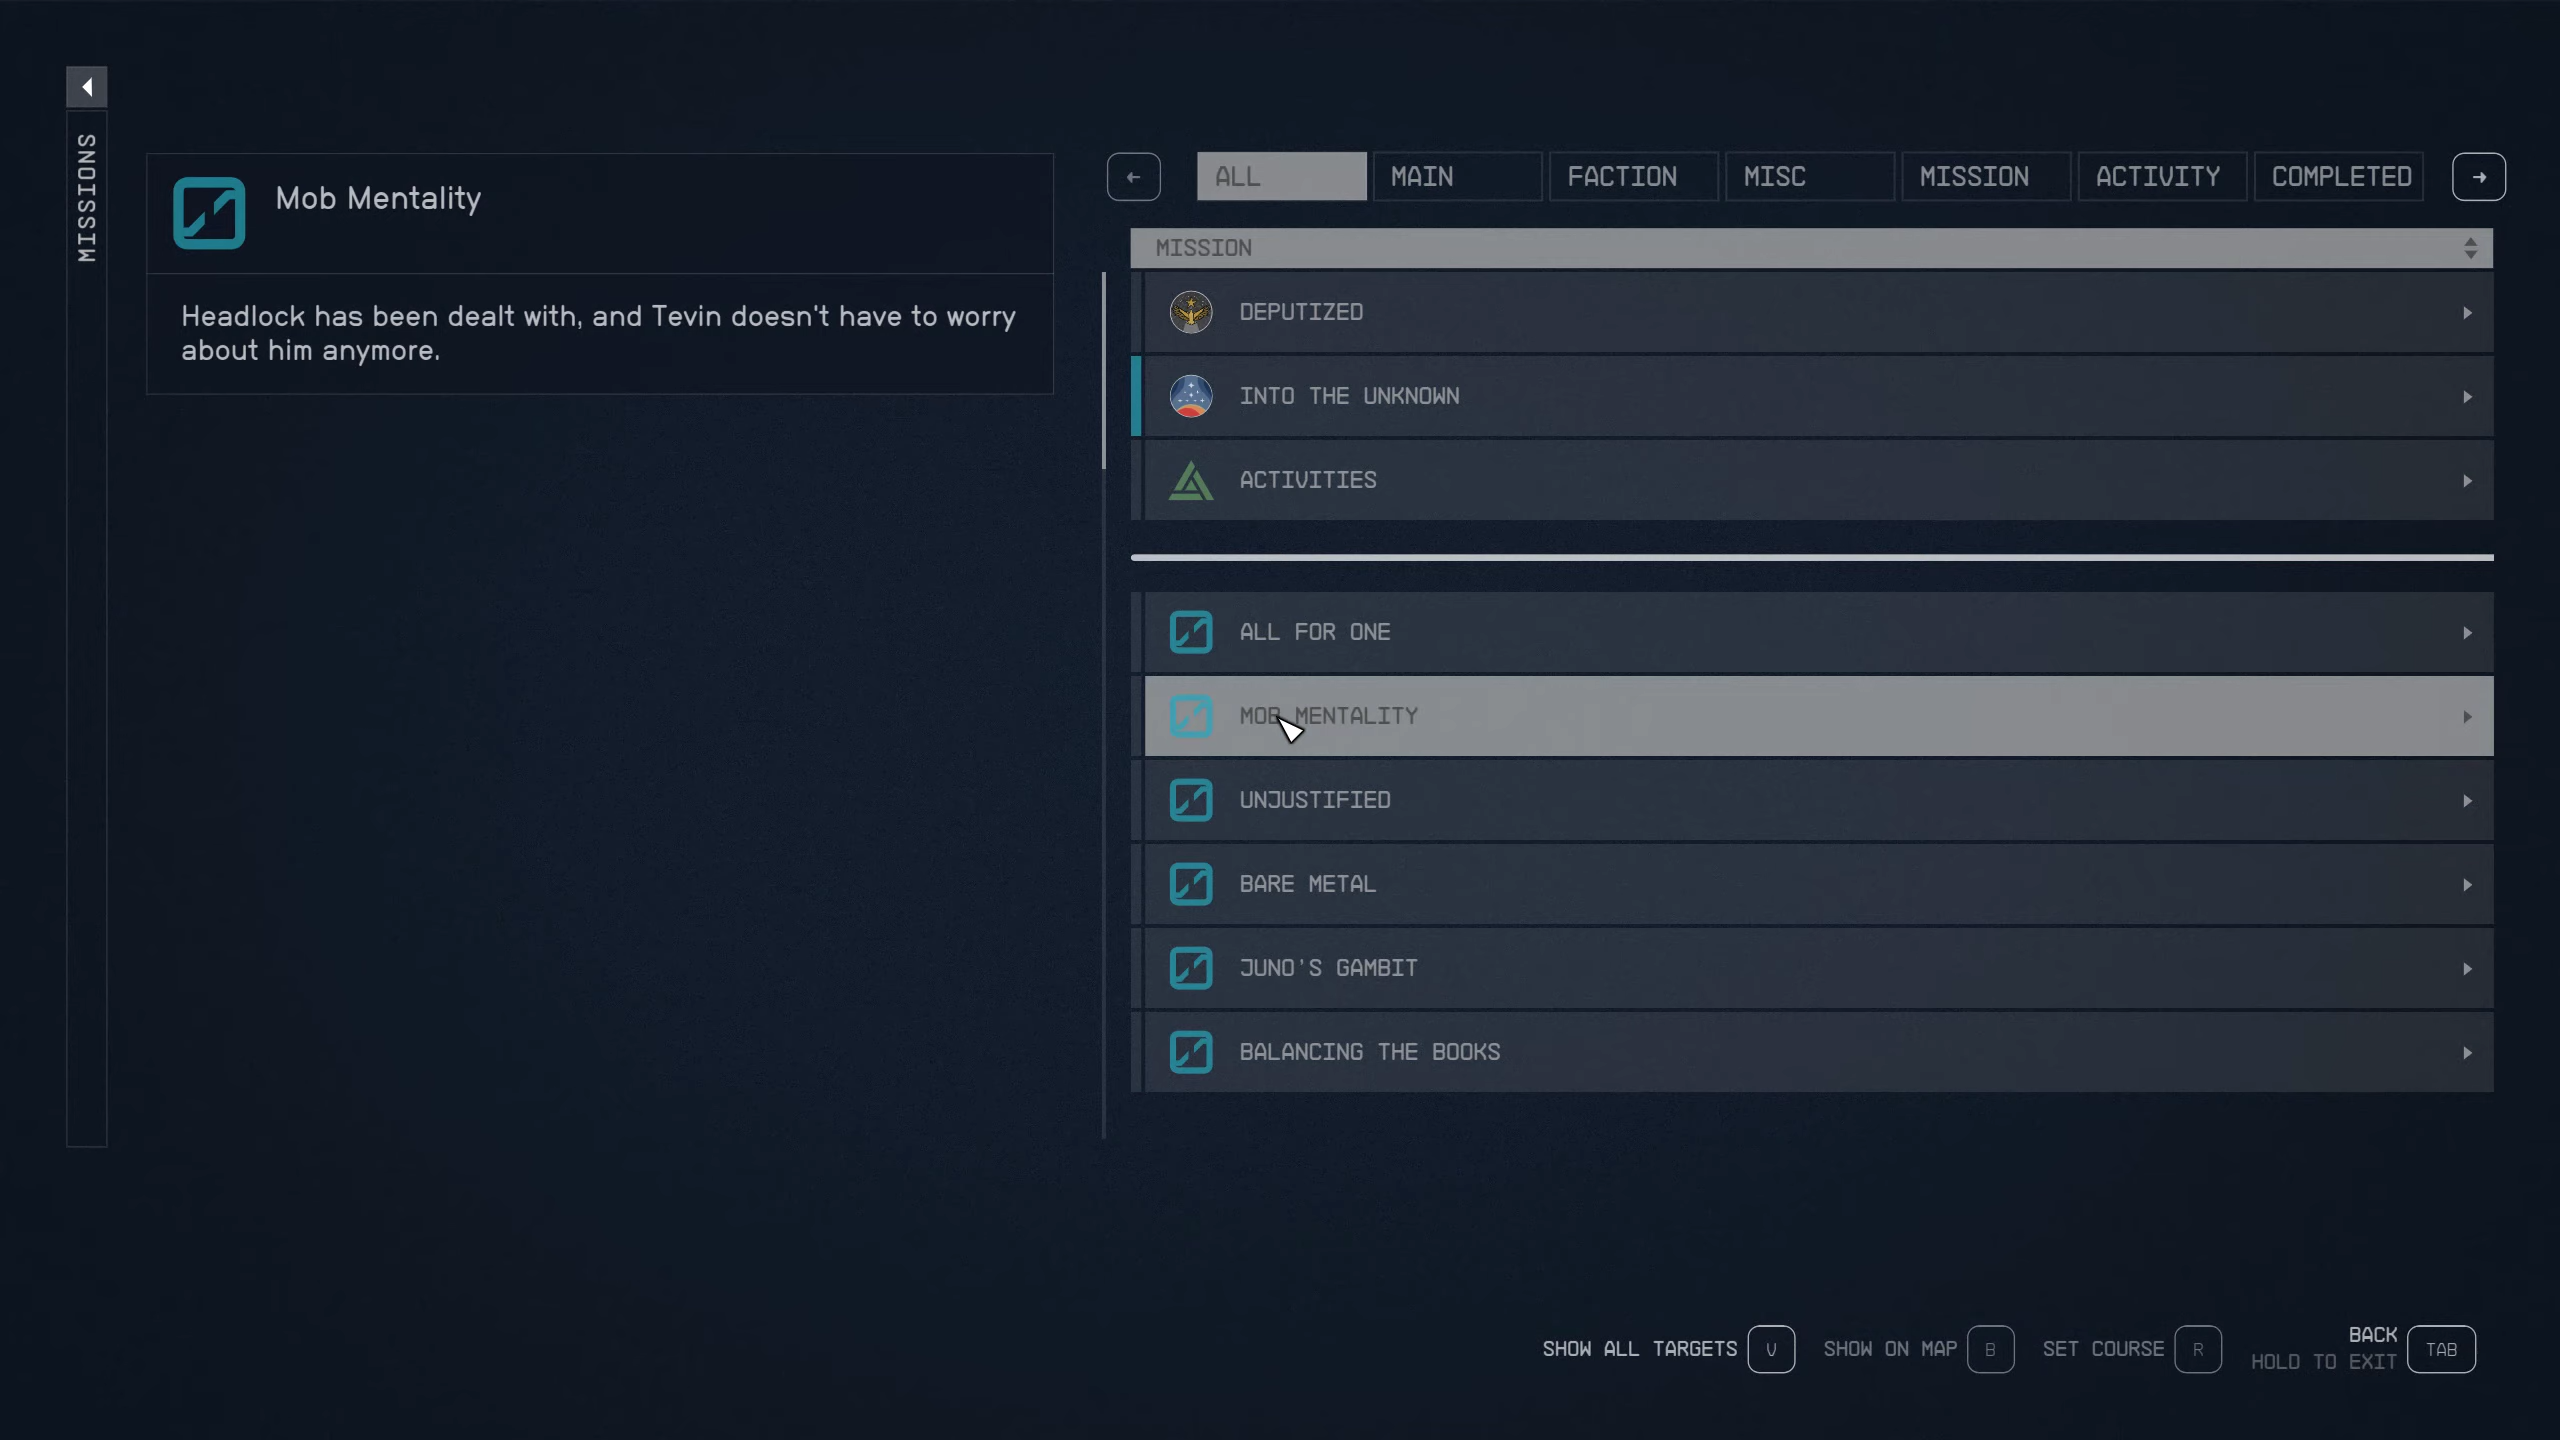 MISSIONS
Mob Mentality
Headlock has been dealt with, and Tevin doesn't have to worry
about him anymore.
ALL MAIN FACTION MISC MISSION ACTIVITY COMPLETED
MISSION
DEPUTIZED
INTO THE UNKNOWN
ACTIVITIES
ALL FOR ONE
MOB MENTALITY
UNJUSTIFIED
BARE METAL
JUNO'S GAMBIT
BALANCING THE BOOKS
SHOW ALL TARGETS V SHOW ON MAP B SET COURSE R BACK TAB
HOLD TO EXIT